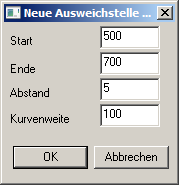 Neue Ausweichstelle ...
Start 500
Ende 700
Abstand 5
Kurvenweite 100
OK Abbrechen